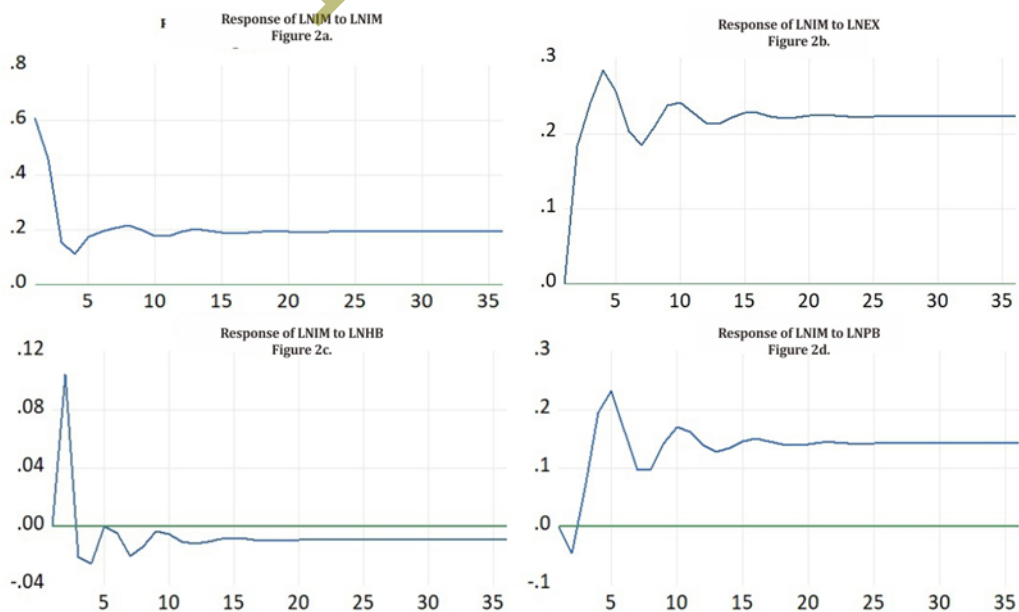 Response of LNIM to LNIM
Figure 2a.
.8
.6
.4
.2
.0
5 10 15 20 25 30 35
Response of LNIM to LNEX
Figure 2b.
.3
.2
.1
.0
5 10 15 20 25 30 35
Response of LNIM to LNHB
Figure 2c.
.12
.08
.04
.00
-.04
5 10 15 20 25 30 35
Response of LNIM to LNPB
Figure 2d.
.3
.2
.1
.0
-.1
5 10 15 20 25 30 35